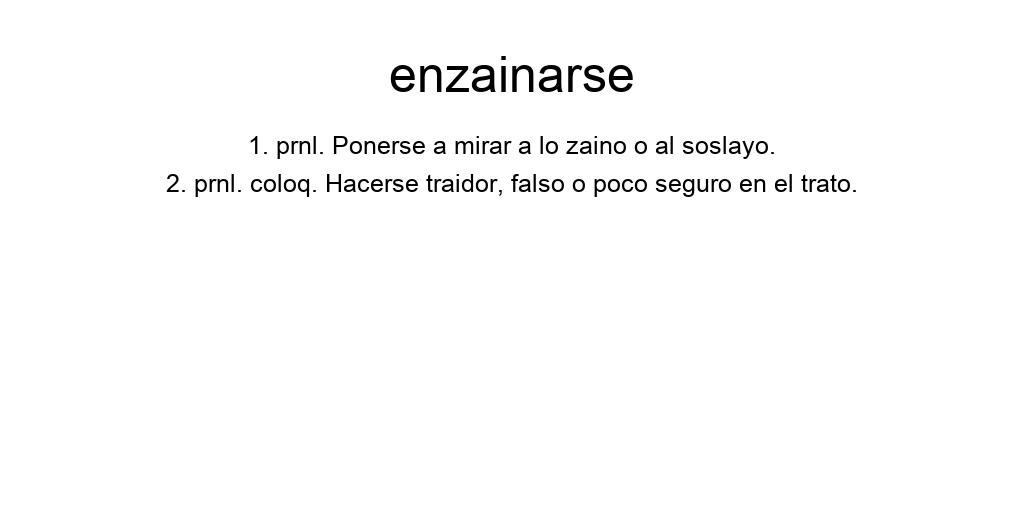 enzainarse
1. prnl. Ponerse a mirar a lo zaino o al soslayo.
2. prnl. coloq. Hacerse traidor, falso o poco seguro en el trato.